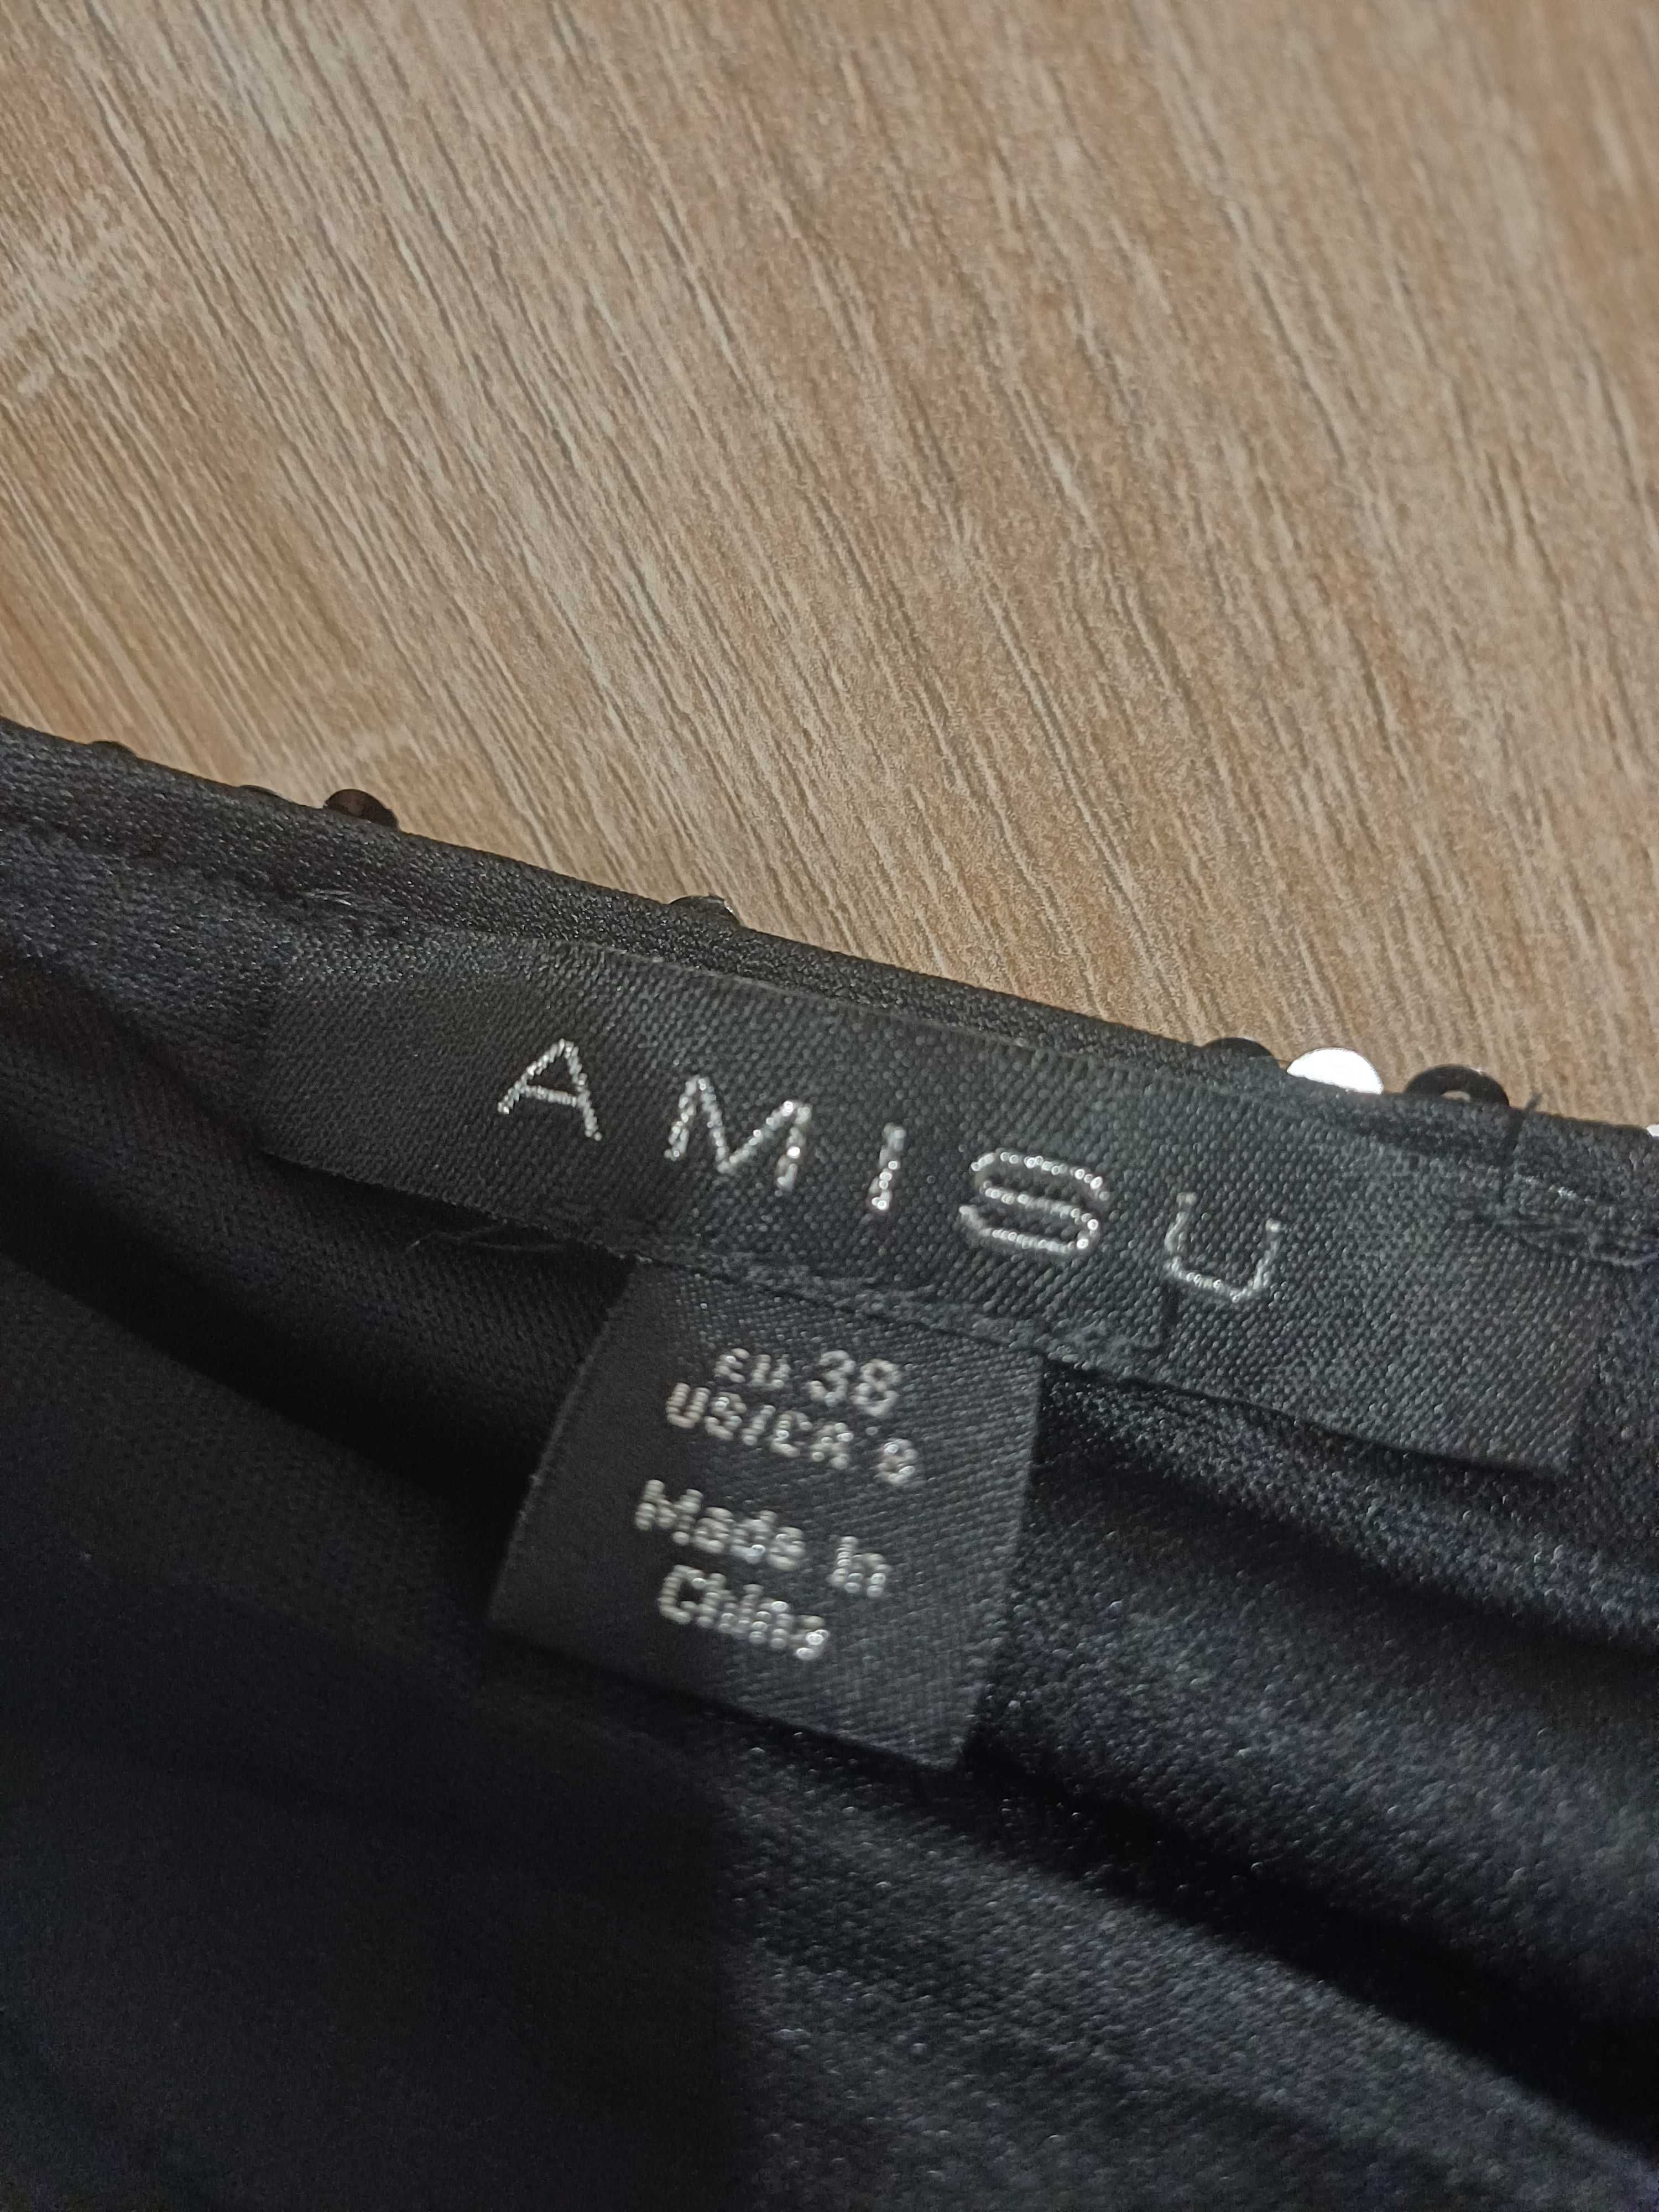 AMISU
EU 38
US/CA 8
Made in
China